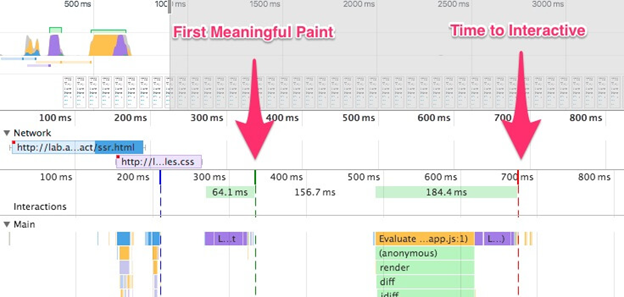 500 ms 1000 ms 1500 ms 2000 ms 2500 ms 3000 ms
First Meaningful Paint
Time to Interactive
100 ms 200 ms 300 ms 400 ms 500 ms 600 ms 700 ms 800 ms
▼ Network
http://lab.a...act/ssr.html
http://l...les.css
100 ms 200 ms 300 ms 400 ms 500 ms 600 ms 700 ms 800 ms
64.1 ms 156.7 ms 184.4 ms
Interactions
▼ Main
L...t Evaluate ...app.js:1) L...)
(anonymous)
render
diff
idiff